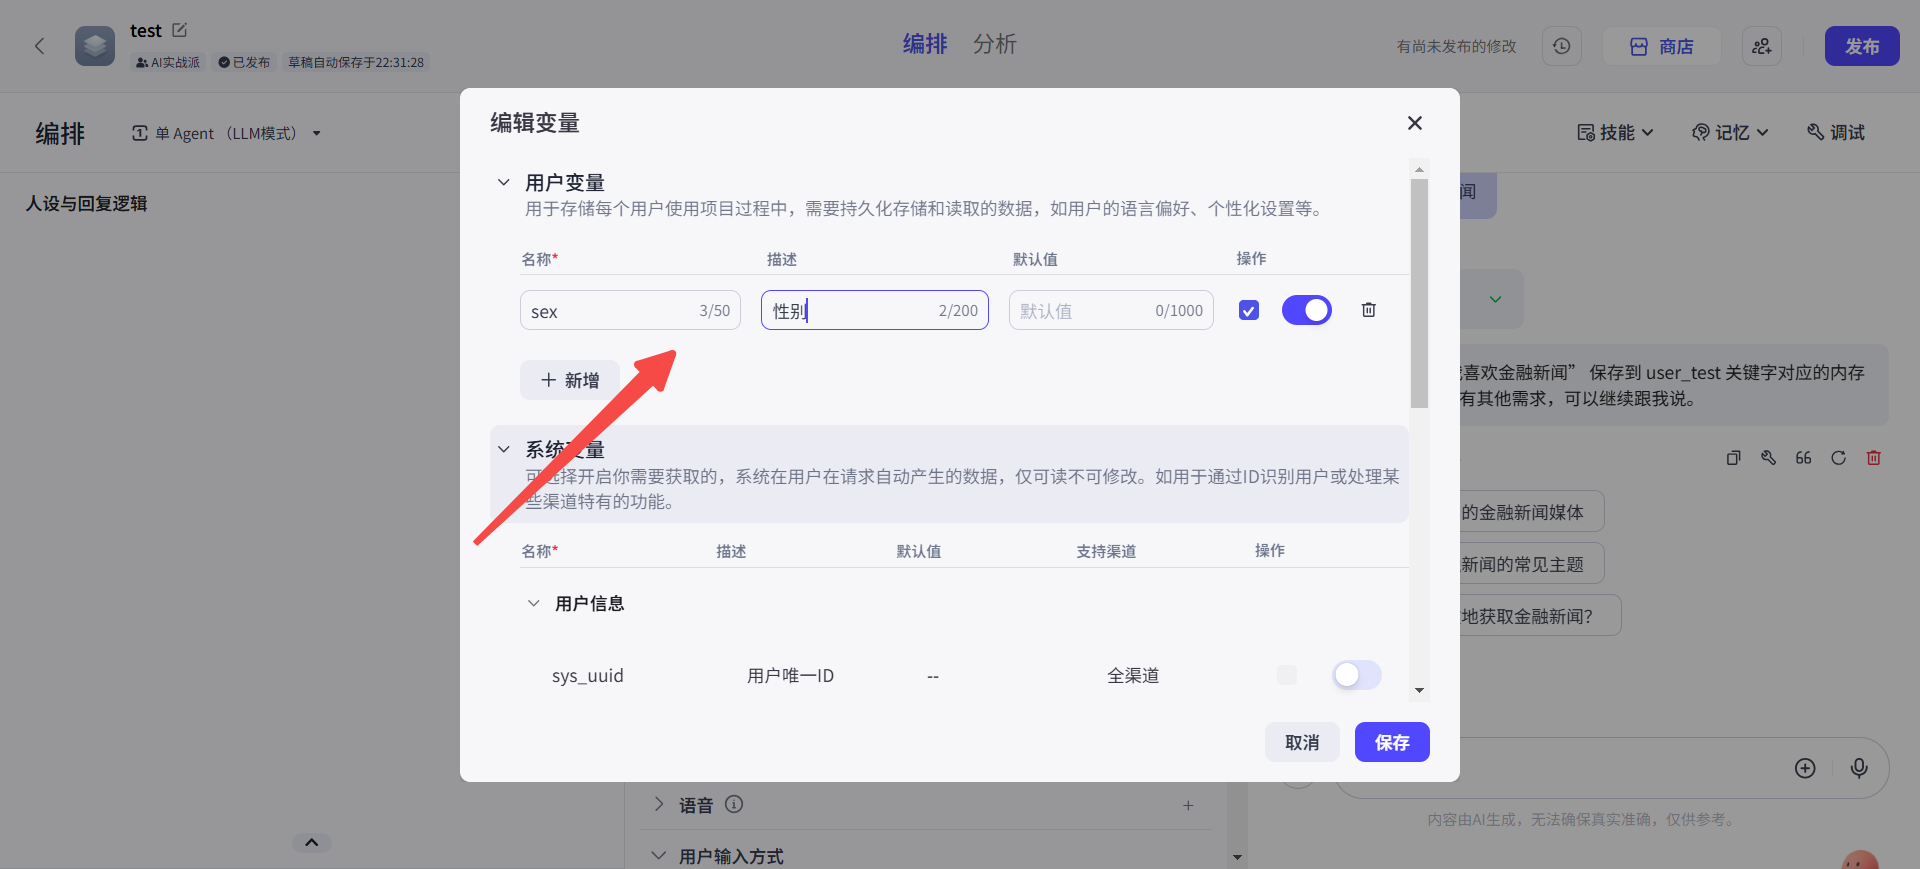 test
AI实战派 已发布 草稿自动保存于22:31:28
编排 分析
有尚未发布的修改 商店 发布
编排 单 Agent （LLM模式）
技能 记忆 调试
人设与回复逻辑
编辑变量
用户变量
用于存储每个用户使用项目过程中，需要持久化存储和读取的数据，如用户的语言偏好、个性化设置等。
名称* 描述 默认值 操作
sex 3/50 性别 2/200 默认值 0/1000
新增
系统变量
可选择开启你需要获取的，系统在用户在请求自动产生的数据，仅可读不可修改。如用于通过ID识别用户或处理某
些渠道特有的功能。
名称* 描述 默认值 支持渠道 操作
用户信息
sys_uuid 用户唯一ID -- 全渠道
取消 保存
闻
喜欢金融新闻” 保存到 user_test 关键字对应的内存
有其他需求，可以继续跟我说。
的金融新闻媒体
新闻的常见主题
地获取金融新闻？
内容由AI生成，无法确保真实准确，仅供参考。
语音
用户输入方式